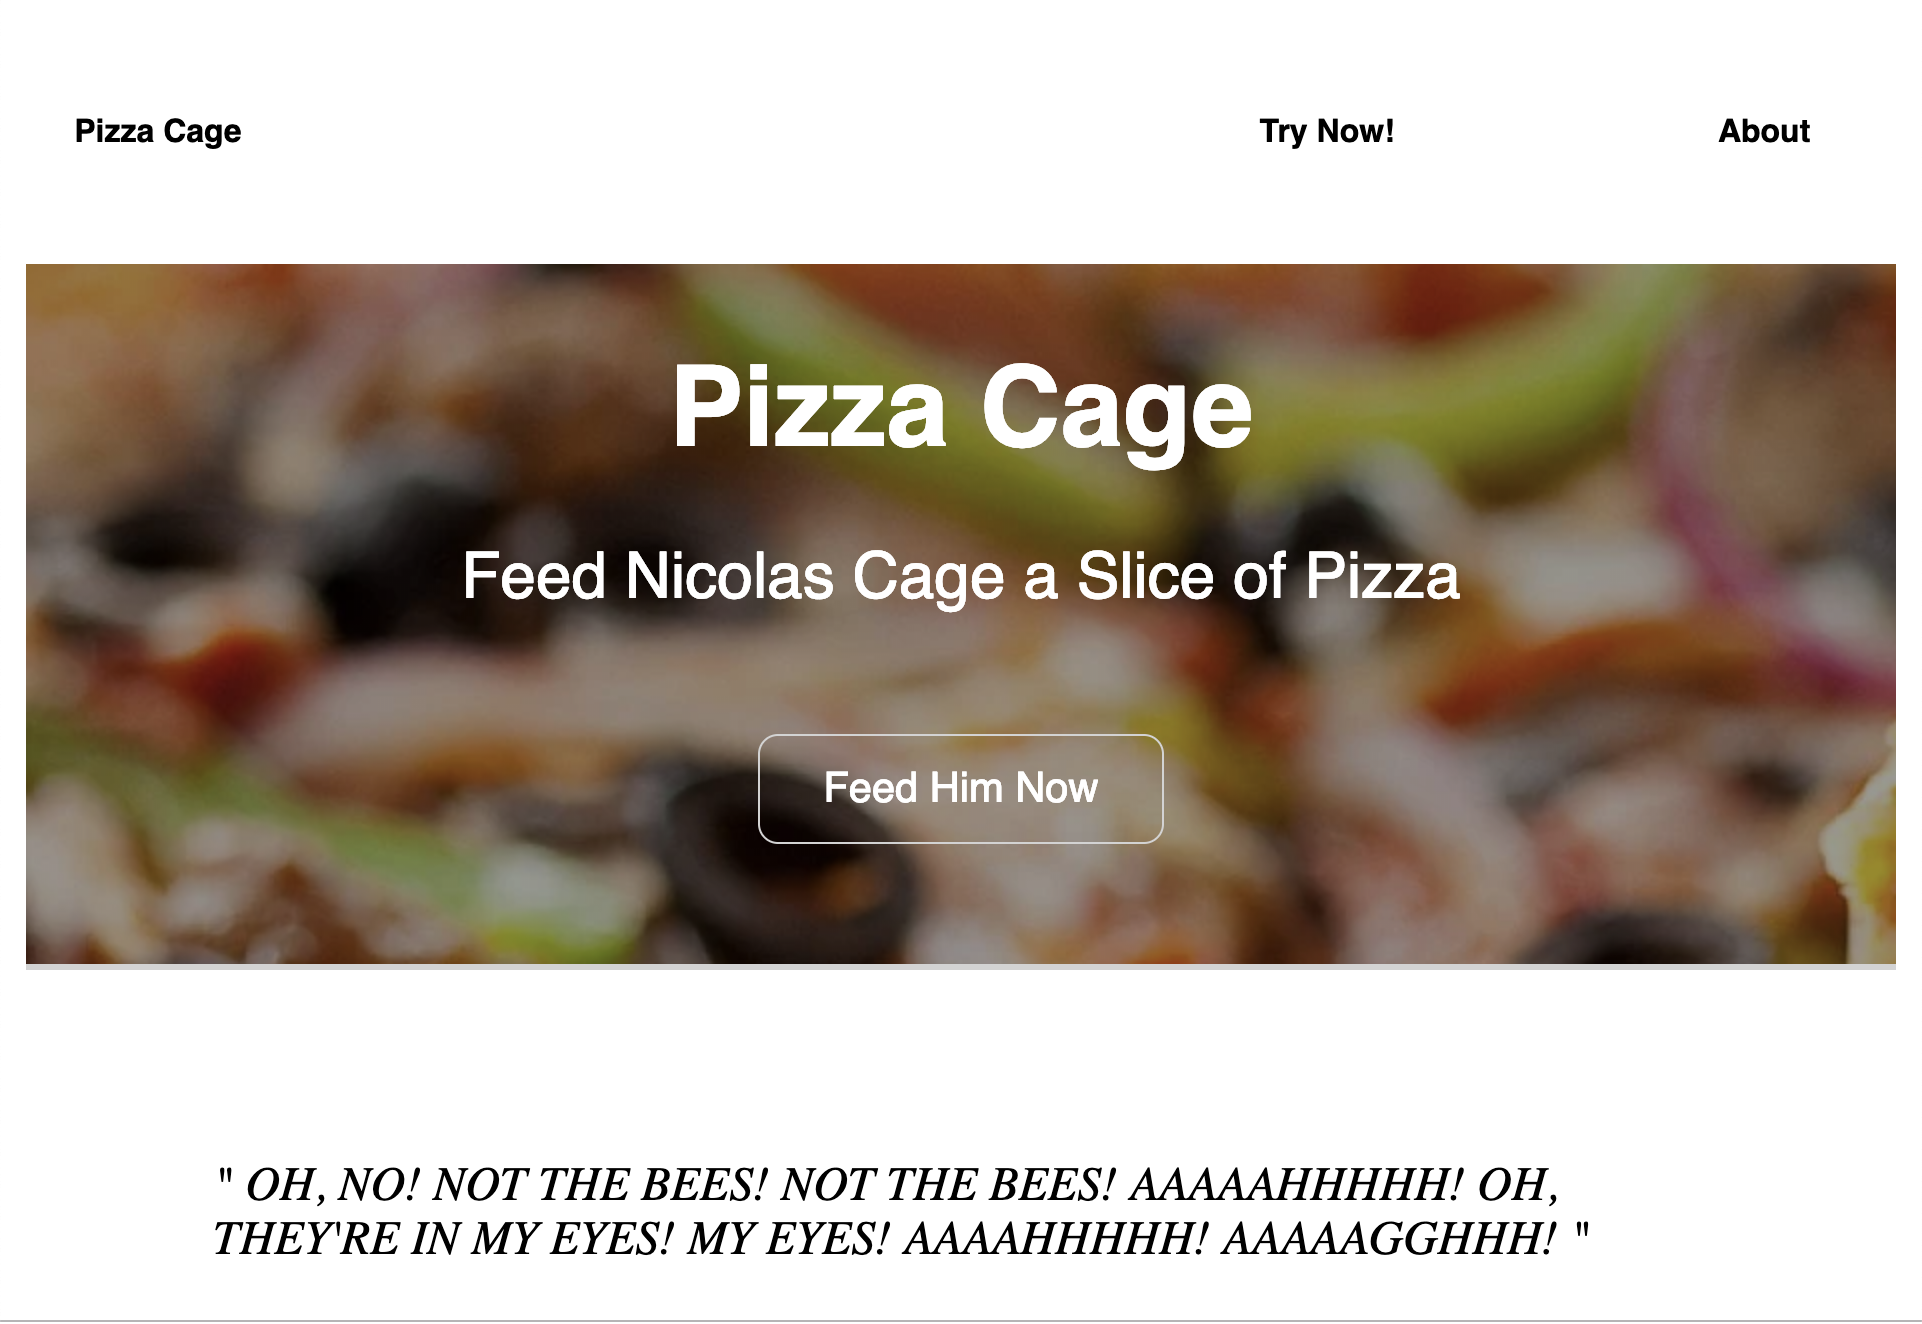 Pizza Cage
Try Now!
About
Pizza Cage
Feed Nicolas Cage a Slice of Pizza
Feed Him Now
" OH, NO! NOT THE BEES! NOT THE BEES! AAAAAHHHHH! OH,
THEY'RE IN MY EYES! MY EYES! AAAAHHHHH! AAAAAGGHHH! "